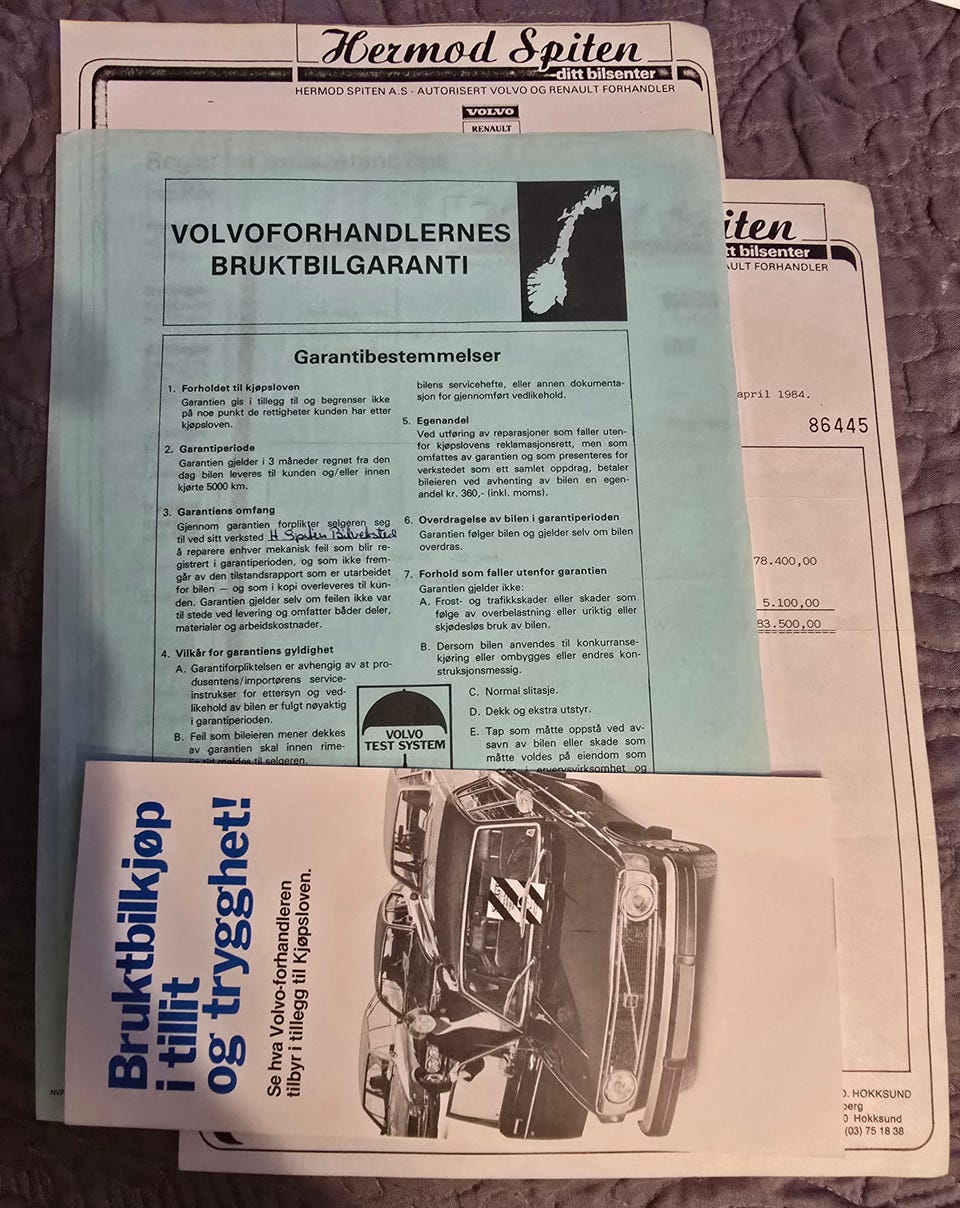 Hermod Spiten
ditt bilsenter
HERMOD SPITEN A.S - AUTORISERT VOLVO OG RENAULT FORHANDLER
VOLVO
RENAULT
iten
tt bilsenter
ULT FORHANDLER
april 1984.
86445
78.400,00
5.100,00
83.500,00
VOLVOFORHANDLERNES
BRUKTBILGARANTI
Garantibestemmelser
1. Forholdet til kjøpsloven
Garantien gis i tillegg til og begrenser ikke
på noe punkt de rettigheter kunden har etter
kjøpsloven.
2. Garantiperiode
Garantien gjelder i 3 måneder regnet fra den
dag bilen leveres til kunden og/eller innen
kjørte 5000 km.
3. Garantiens omfang
Gjennom garantien forplikter selgeren seg
til ved sitt verksted H Spiten Bilverksted
å reparere enhver mekanisk feil som blir re-
gistrert i garantiperioden, og som ikke frem-
går av den tilstandsrapport som er utarbeidet
for bilen — og som i kopi overleveres til kun-
den. Garantien gjelder selv om feilen ikke var
til stede ved levering og omfatter både deler,
materialer og arbeidskostnader.
4. Vilkår for garantiens gyldighet
A. Garantiforpliktelsen er avhengig av at pro-
dusentens/importørens service-
instrukser for ettersyn og ved-
likehold av bilen er fulgt nøyaktig
i garantiperioden.
B. Feil som bileieren mener dekkes
av garantien skal innen rime-
lig tid meldes til selgeren.
bilens servicehefte, eller annen dokumenta-
sjon for gjennomført vedlikehold.
5. Egenandel
Ved utføring av reparasjoner som faller uten-
for kjøpslovens reklamasjonsrett, men som
omfattes av garantien og som presenteres for
verkstedet som ett samlet oppdrag, betaler
bileieren ved avhenting av bilen en egen-
andel kr. 360,- (inkl. moms).
6. Overdragelse av bilen i garantiperioden
Garantien følger bilen og gjelder selv om bilen
overdras.
7. Forhold som faller utenfor garantien
Garantien gjelder ikke:
A. Frost- og trafikkskader eller skader som
følge av overbelastning eller uriktig eller
skjødesløs bruk av bilen.
B. Dersom bilen anvendes til konkurranse-
kjøring eller ombygges eller endres kon-
struksjonsmessig.
C. Normal slitasje.
D. Dekk og ekstra utstyr.
E. Tap som måtte oppstå ved av-
savn av bilen eller skade som
måtte voldes på eiendom som
ervervsvirksomhet og
VOLVO
TEST SYSTEM
Bruktbilkjøp
i tillit
og trygghet!
Se hva Volvo-forhandleren
tilbyr i tillegg til Kjøpsloven.
O. HOKKSUND
berg
0 Hokksund
(03) 75 18 38